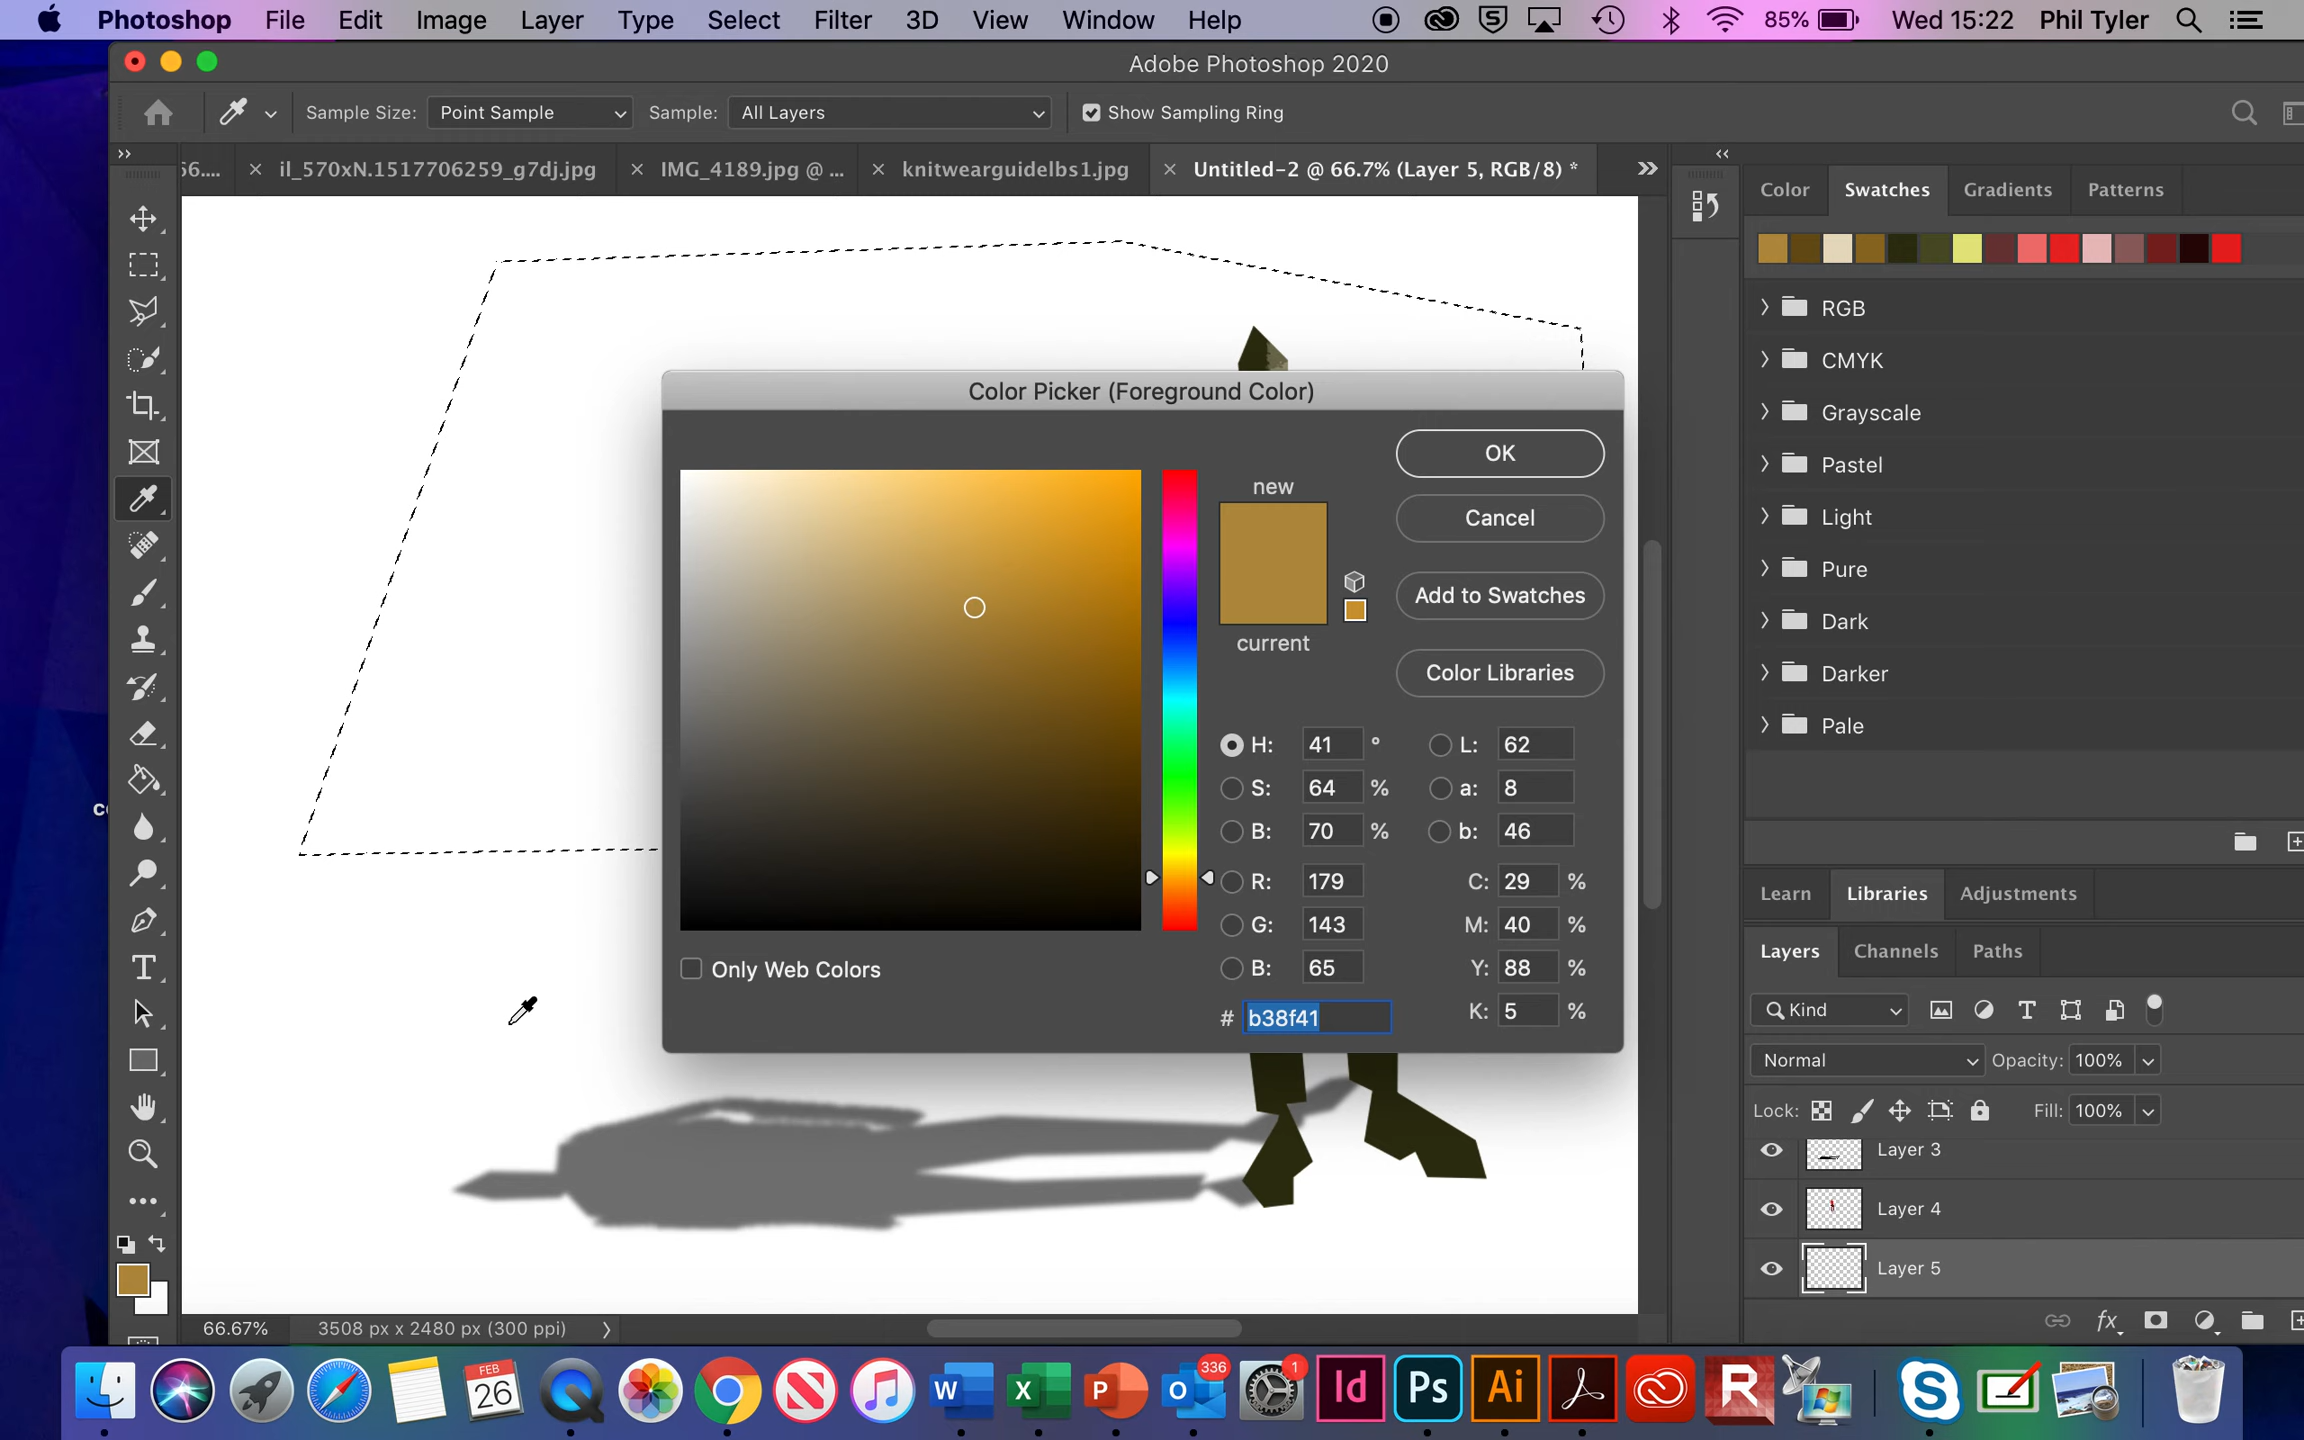 Photoshop File Edit Image Layer Type Select Filter 3D View Window Help 85% Wed 15:22 Phil Tyler
Adobe Photoshop 2020
Sample Size: Point Sample Sample: All Layers Show Sampling Ring
66.... × il_570xN.1517706259_g7dj.jpg × IMG_4189.jpg @ ... × knitwearguidelbs1.jpg × Untitled-2 @ 66.7% (Layer 5, RGB/8) *
Color Swatches Gradients Patterns
RGB
CMYK
Grayscale
Pastel
Light
Pure
Dark
Darker
Pale
Color Picker (Foreground Color)
OK
new
Cancel
Add to Swatches
current
Color Libraries
H: 41 ° L: 62
S: 64 % a: 8
B: 70 % b: 46
R: 179 C: 29 %
G: 143 M: 40 %
B: 65 Y: 88 %
# b38f41 K: 5 %
Only Web Colors
Learn Libraries Adjustments
Layers Channels Paths
Kind
Normal Opacity: 100%
Lock: Fill: 100%
Layer 3
Layer 4
Layer 5
fx
66.67% 3508 px x 2480 px (300 ppi)
FEB
26
W X P O 336 1 Id Ps Ai R S